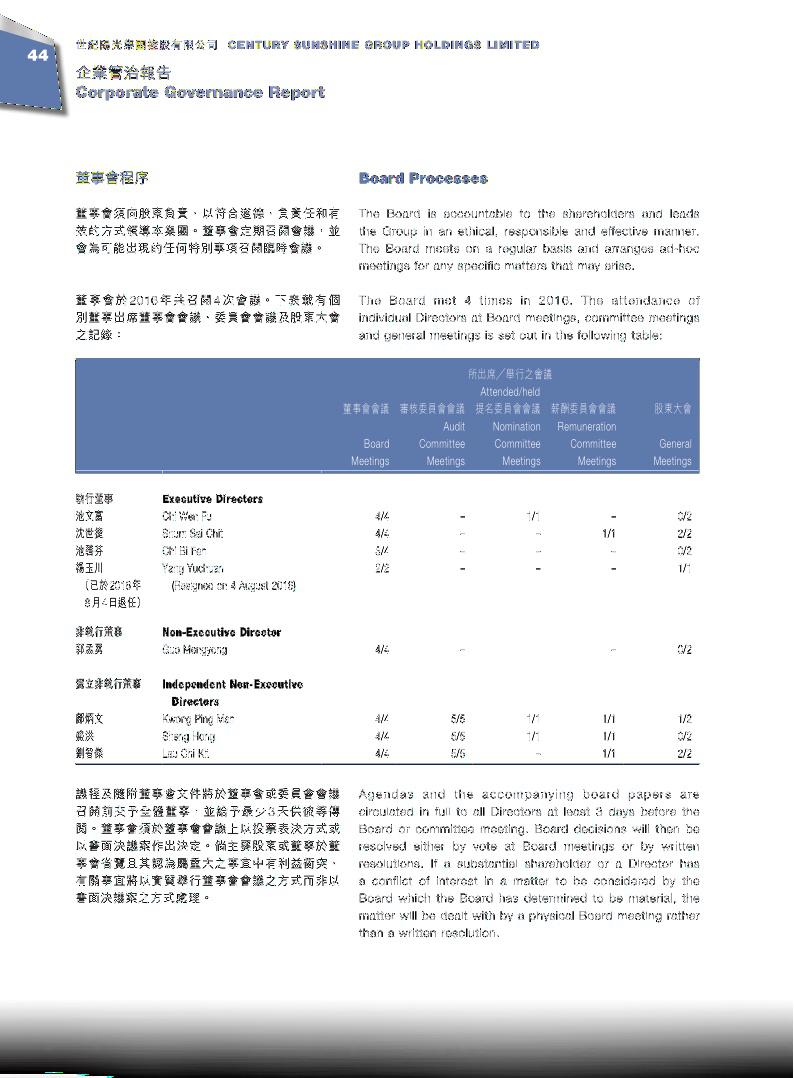 44
世紀陽光集團控股有限公司 CENTURY SUNSHINE GROUP HOLDINGS LIMITED
企業管治報告
Corporate Governance Report
董事會程序
董事會須向股東負責，以符合道德、負責任和有
效的方式領導本集團。董事會定期召開會議，並
會為可能出現的任何特別事項召開臨時會議。
董事會於2016年共召開4次會議。下表載有個
別董事出席董事會會議、委員會會議及股東大會
之記錄：
Board Processes
The Board is accountable to the shareholders and leads
the Group in an ethical, responsible and effective manner.
The Board meets on a regular basis and arranges ad-hoc
meetings for any specific matters that may arise.
The Board met 4 times in 2016. The attendance of
individual Directors at Board meetings, committee meetings
and general meetings is set out in the following table:
所出席／舉行之會議
Attended/held
董事會會議 審核委員會會議 提名委員會會議 薪酬委員會會議 股東大會
Audit Nomination Remuneration
Board Committee Committee Committee General
Meetings Meetings Meetings Meetings Meetings
執行董事 Executive Directors
池文富 Chi Wen Fu 4/4 – 1/1 – 0/2
沈世捷 Shum Sai Chit 4/4 – – 1/1 2/2
池碧芬 Chi Bi Fen – – – 0/2
楊玉川 Yang Yuchuan 2/2 – – – 1/1
（已於2016年 (Resigned on 4 August 2016)
8月4日退任）
非執行董事 Non-Executive Director
郭孟勇 Guo Mengyong 4/4 – – 0/2
獨立非執行董事 Independent Non-Executive
Directors
鄺炳文 Kwong Ping Man 4/4 5/5 1/1 1/1 1/2
盛洪 Sheng Hong 4/4 5/5 1/1 1/1 0/2
劉智傑 Lau Chi Kit 4/4 5/5 – 1/1 2/2
議程及隨附董事會文件將於董事會或委員會會議
召開前交予全體董事，並給予最少3天供彼等傳
閱。董事會須於董事會會議上以投票表決方式或
以書面決議案作出決定。倘主要股東或董事於董
事會省覽且其認為屬重大之事宜中有利益衝突，
有關事宜將以實質舉行董事會會議之方式而非以
書面決議案之方式處理。
Agendas and the accompanying board papers are
circulated in full to all Directors at least 3 days before the
Board or committee meeting. Board decisions will then be
resolved either by vote at Board meetings or by written
resolutions. If a substantial shareholder or a Director has
a conflict of interest in a matter to be considered by the
Board which the Board has determined to be material, the
matter will be dealt with by a physical Board meeting rather
than a written resolution.